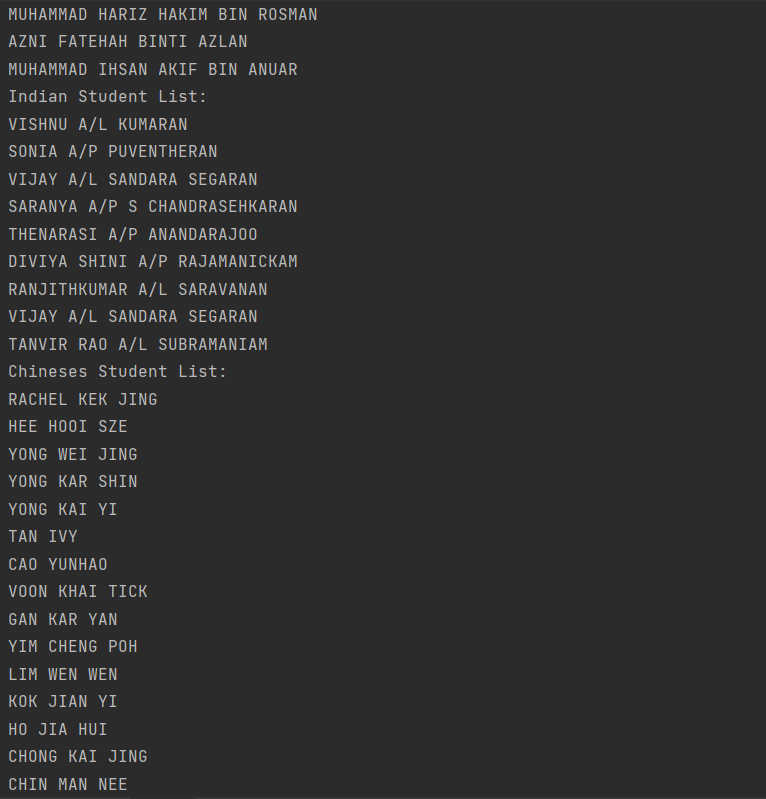 MUHAMMAD HARIZ HAKIM BIN ROSMAN
AZNI FATEHAH BINTI AZLAN
MUHAMMAD IHSAN AKIF BIN ANUAR
Indian Student List:
VISHNU A/L KUMARAN
SONIA A/P PUVENTHERAN
VIJAY A/L SANDARA SEGARAN
SARANYA A/P S CHANDRASEHKARAN
THENARASI A/P ANANDARAJOO
DIVIYA SHINI A/P RAJAMANICKAM
RANJITHKUMAR A/L SARAVANAN
VIJAY A/L SANDARA SEGARAN
TANVIR RAO A/L SUBRAMANIAM
Chineses Student List:
RACHEL KEK JING
HEE HOOI SZE
YONG WEI JING
YONG KAR SHIN
YONG KAI YI
TAN IVY
CAO YUNHAO
VOON KHAI TICK
GAN KAR YAN
YIM CHENG POH
LIM WEN WEN
KOK JIAN YI
HO JIA HUI
CHONG KAI JING
CHIN MAN NEE